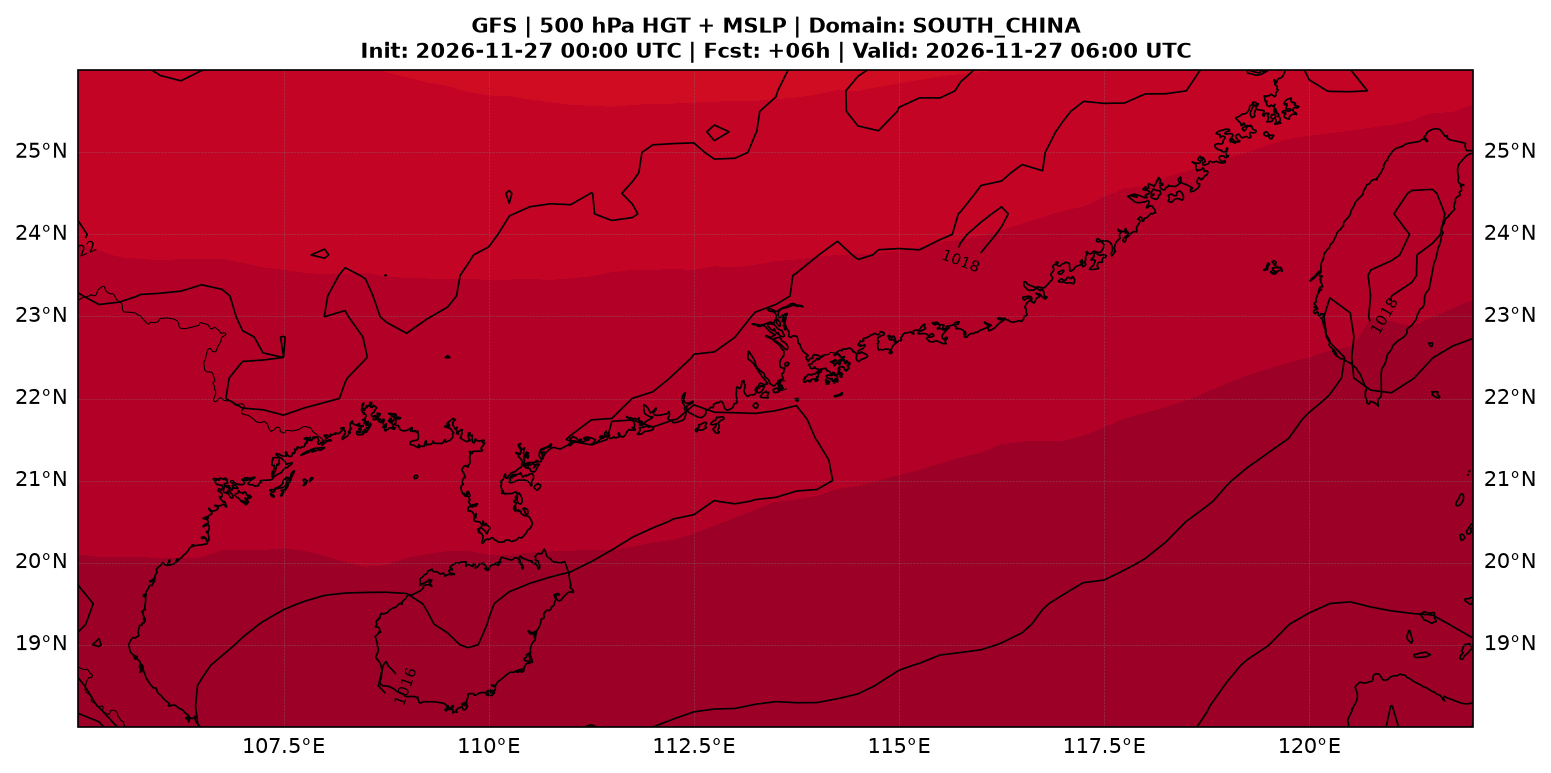 GFS | 500 hPa HGT + MSLP | Domain: SOUTH_CHINA
Init: 2026-11-27 00:00 UTC | Fcst: +06h | Valid: 2026-11-27 06:00 UTC
25°N 25°N
24°N 24°N
22
1018
23°N 23°N
1018
22°N 22°N
21°N 21°N
20°N 20°N
19°N 19°N
1016
107.5°E 110°E 112.5°E 115°E 117.5°E 120°E